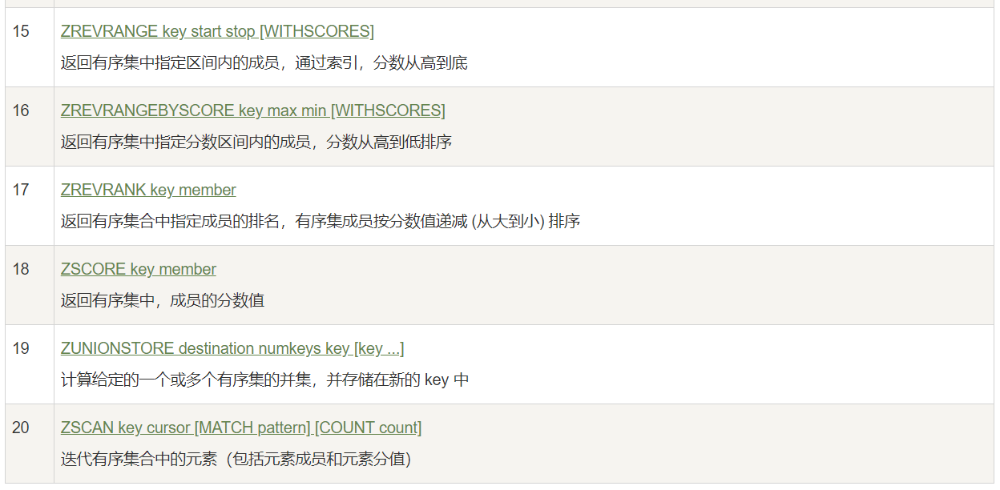 15
ZREVRANGE key start stop [WITHSCORES]
返回有序集中指定区间内的成员，通过索引，分数从高到底
16
ZREVRANGEBYSCORE key max min [WITHSCORES]
返回有序集中指定分数区间内的成员，分数从高到低排序
17
ZREVRANK key member
返回有序集合中指定成员的排名，有序集成员按分数值递减 (从大到小) 排序
18
ZSCORE key member
返回有序集中，成员的分数值
19
ZUNIONSTORE destination numkeys key [key ...]
计算给定的一个或多个有序集的并集，并存储在新的 key 中
20
ZSCAN key cursor [MATCH pattern] [COUNT count]
迭代有序集合中的元素（包括元素成员和元素分值）